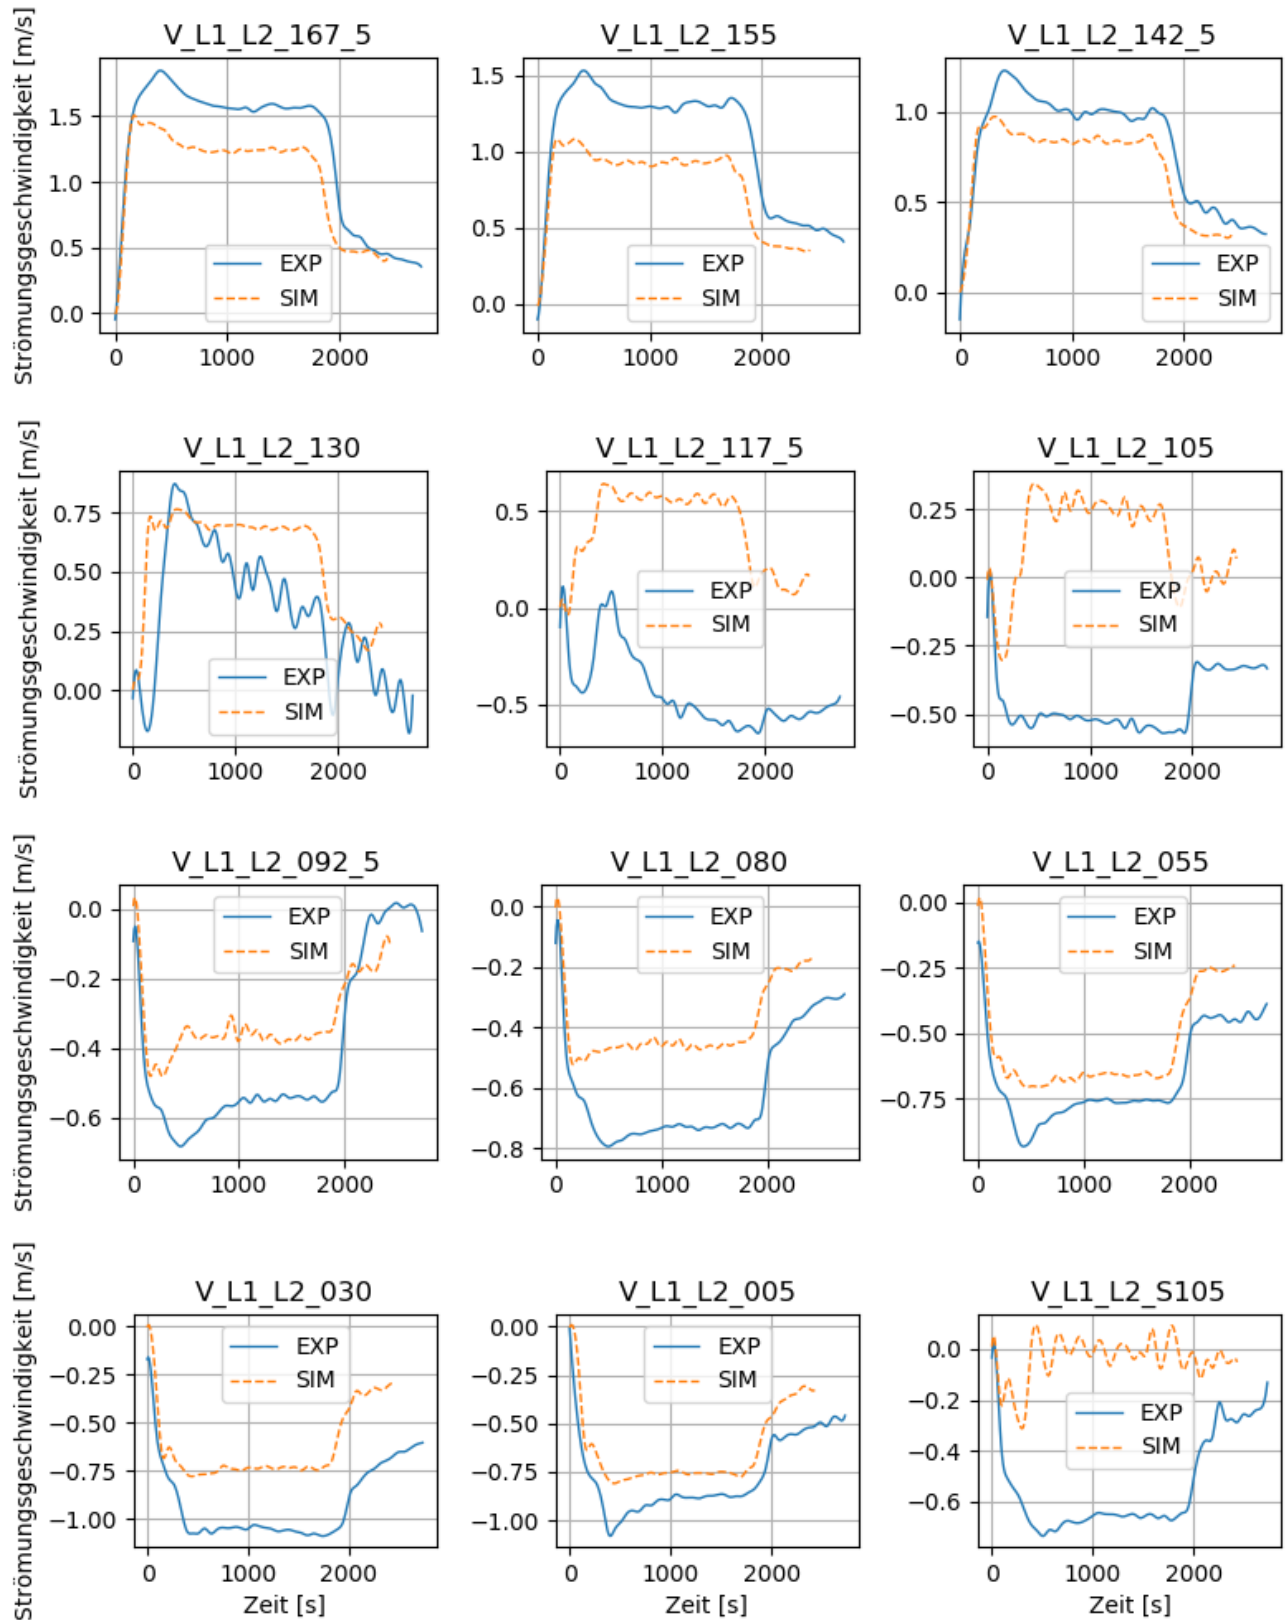 V_L1_L2_167_5 V_L1_L2_155 V_L1_L2_142_5
Strömungsgeschwindigkeit [m/s]
1.5
1.0
0.5
0.0
EXP
SIM
0 1000 2000
1.5
1.0
0.5
0.0
EXP
SIM
0 1000 2000
1.0
0.5
0.0
EXP
SIM
0 1000 2000
V_L1_L2_130 V_L1_L2_117_5 V_L1_L2_105
Strömungsgeschwindigkeit [m/s]
0.75
0.50
0.25
0.00
EXP
SIM
0 1000 2000
0.5
0.0
−0.5
EXP
SIM
0 1000 2000
0.25
0.00
−0.25
−0.50
EXP
SIM
0 1000 2000
V_L1_L2_092_5 V_L1_L2_080 V_L1_L2_055
Strömungsgeschwindigkeit [m/s]
0.0
−0.2
−0.4
−0.6
EXP
SIM
0 1000 2000
0.0
−0.2
−0.4
−0.6
−0.8
EXP
SIM
0 1000 2000
0.00
−0.25
−0.50
−0.75
EXP
SIM
0 1000 2000
V_L1_L2_030 V_L1_L2_005 V_L1_L2_S105
Strömungsgeschwindigkeit [m/s]
0.00
−0.25
−0.50
−0.75
−1.00
EXP
SIM
0 1000 2000
Zeit [s]
0.00
−0.25
−0.50
−0.75
−1.00
EXP
SIM
0 1000 2000
Zeit [s]
0.0
−0.2
−0.4
−0.6
EXP
SIM
0 1000 2000
Zeit [s]